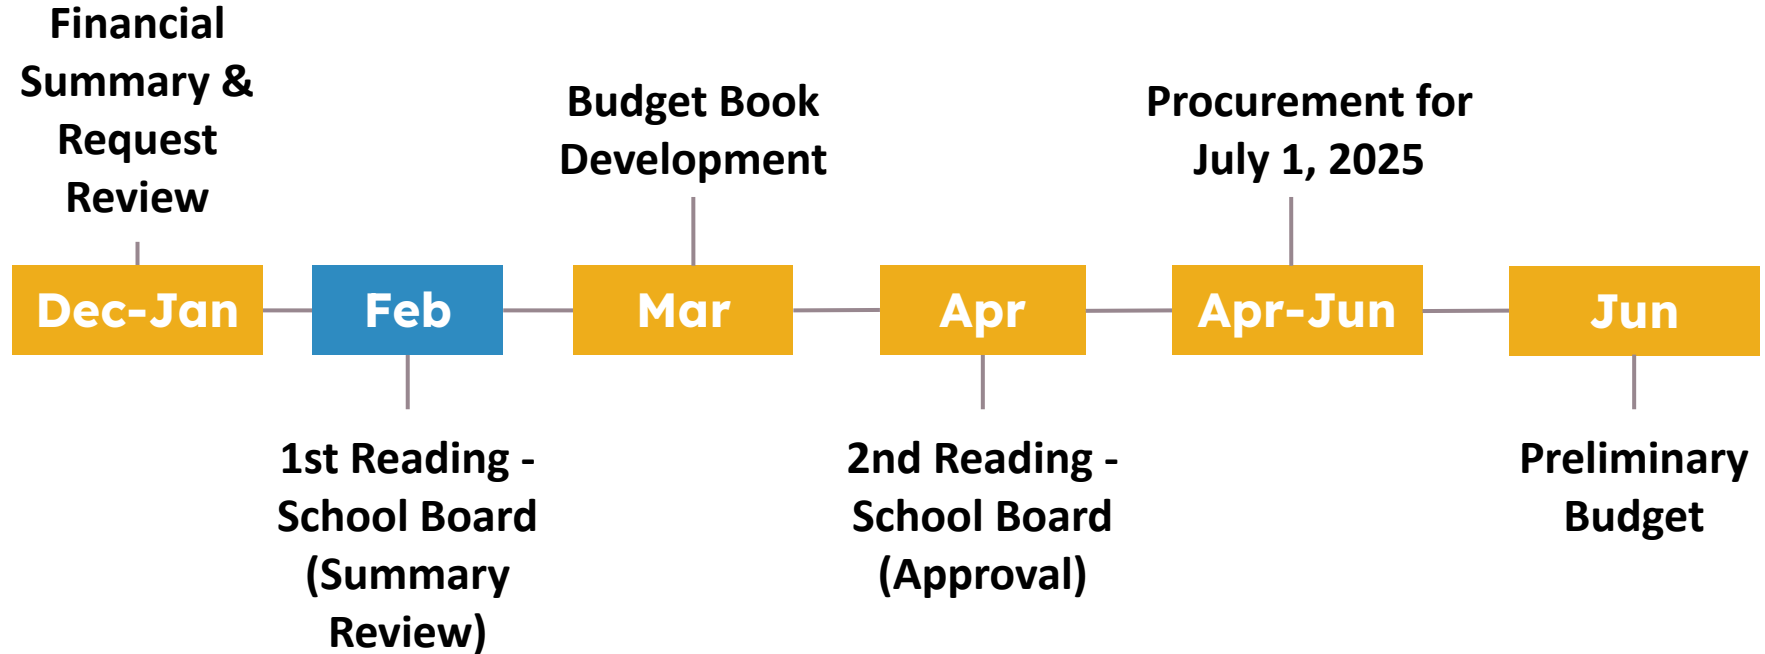 Financial
Summary &
Request
Review
Budget Book
Development
Procurement for
July 1, 2025
Dec-Jan
Feb
Mar
Apr
Apr-Jun
Jun
1st Reading -
School Board
(Summary
Review)
2nd Reading -
School Board
(Approval)
Preliminary
Budget